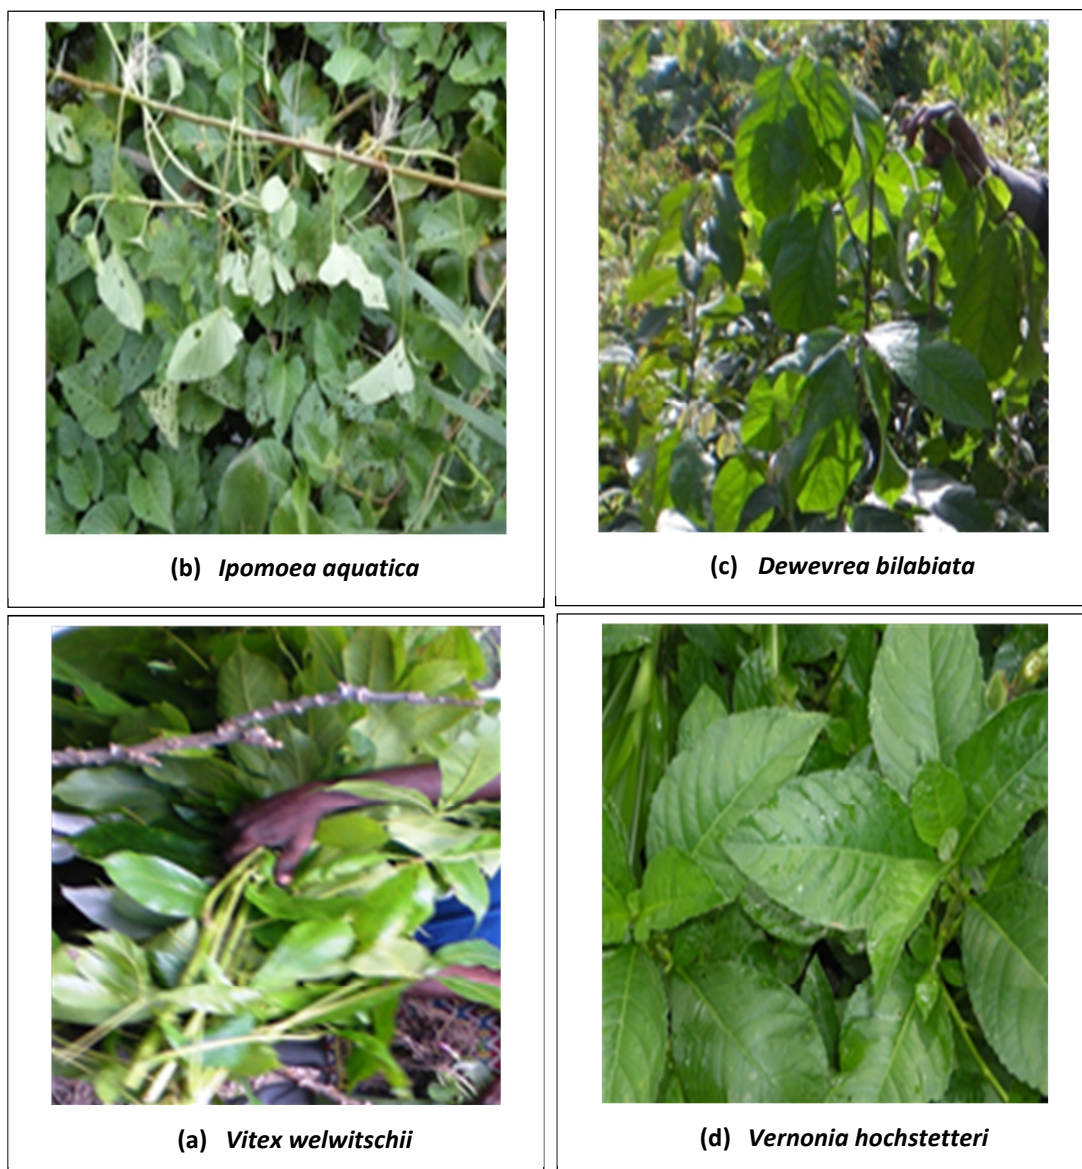 (b) Ipomoea aquatica
(c) Dewevrea bilabiata
(a) Vitex welwitschii
(d) Vernonia hochstetteri